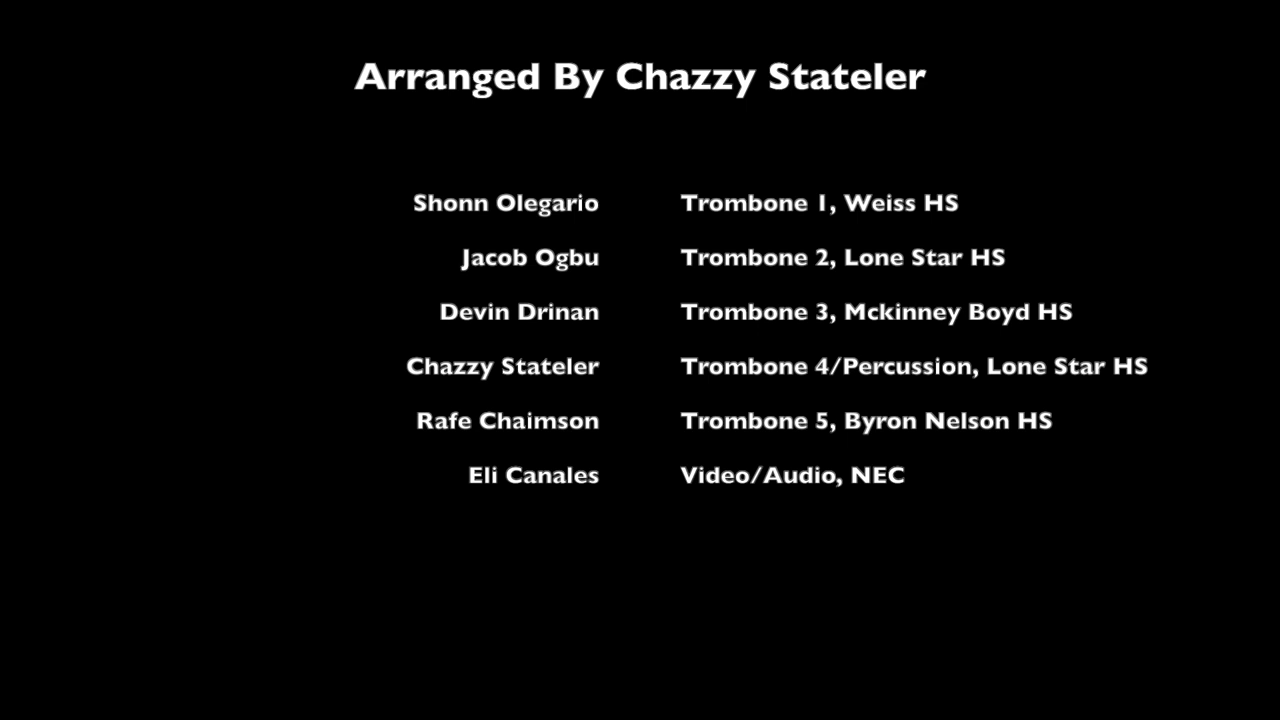 Arranged By Chazzy Stateler
Shonn Olegario Trombone 1, Weiss HS
Jacob Ogbu Trombone 2, Lone Star HS
Devin Drinan Trombone 3, Mckinney Boyd HS
Chazzy Stateler Trombone 4/Percussion, Lone Star HS
Rafe Chaimson Trombone 5, Byron Nelson HS
Eli Canales Video/Audio, NEC